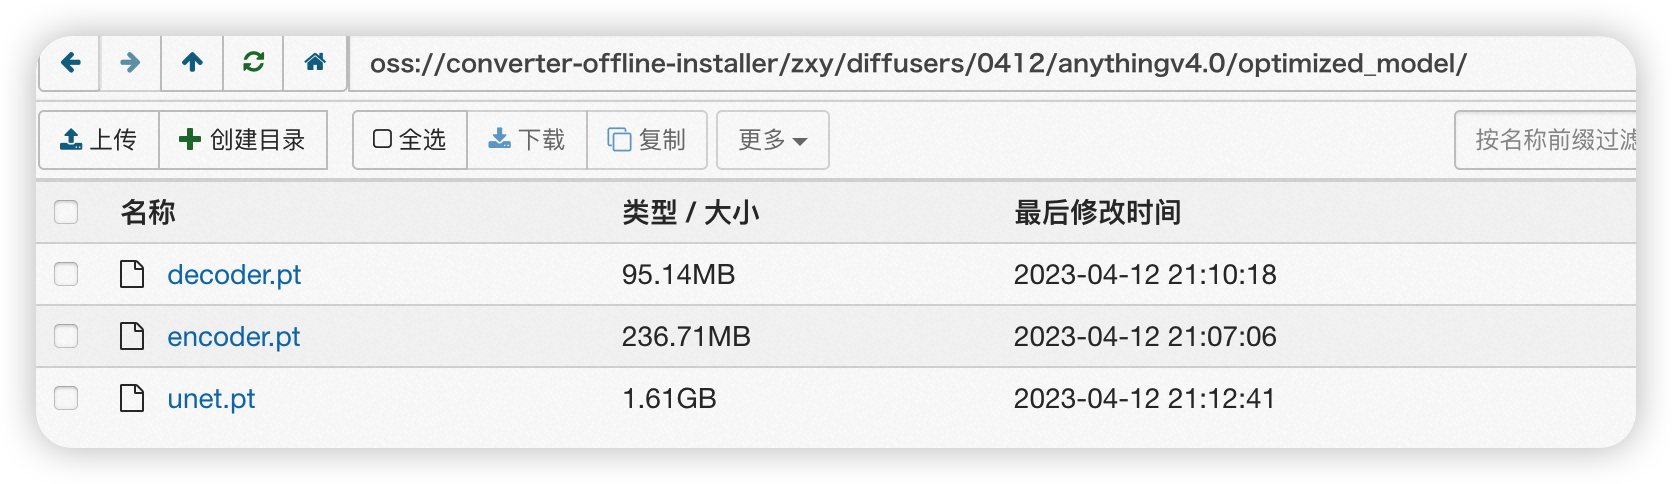 oss://converter-offline-installer/zxy/diffusers/0412/anythingv4.0/optimized_model/
上传 创建目录 全选 下载 复制 更多 按名称前缀过滤
名称 类型 / 大小 最后修改时间
decoder.pt 95.14MB 2023-04-12 21:10:18
encoder.pt 236.71MB 2023-04-12 21:07:06
unet.pt 1.61GB 2023-04-12 21:12:41